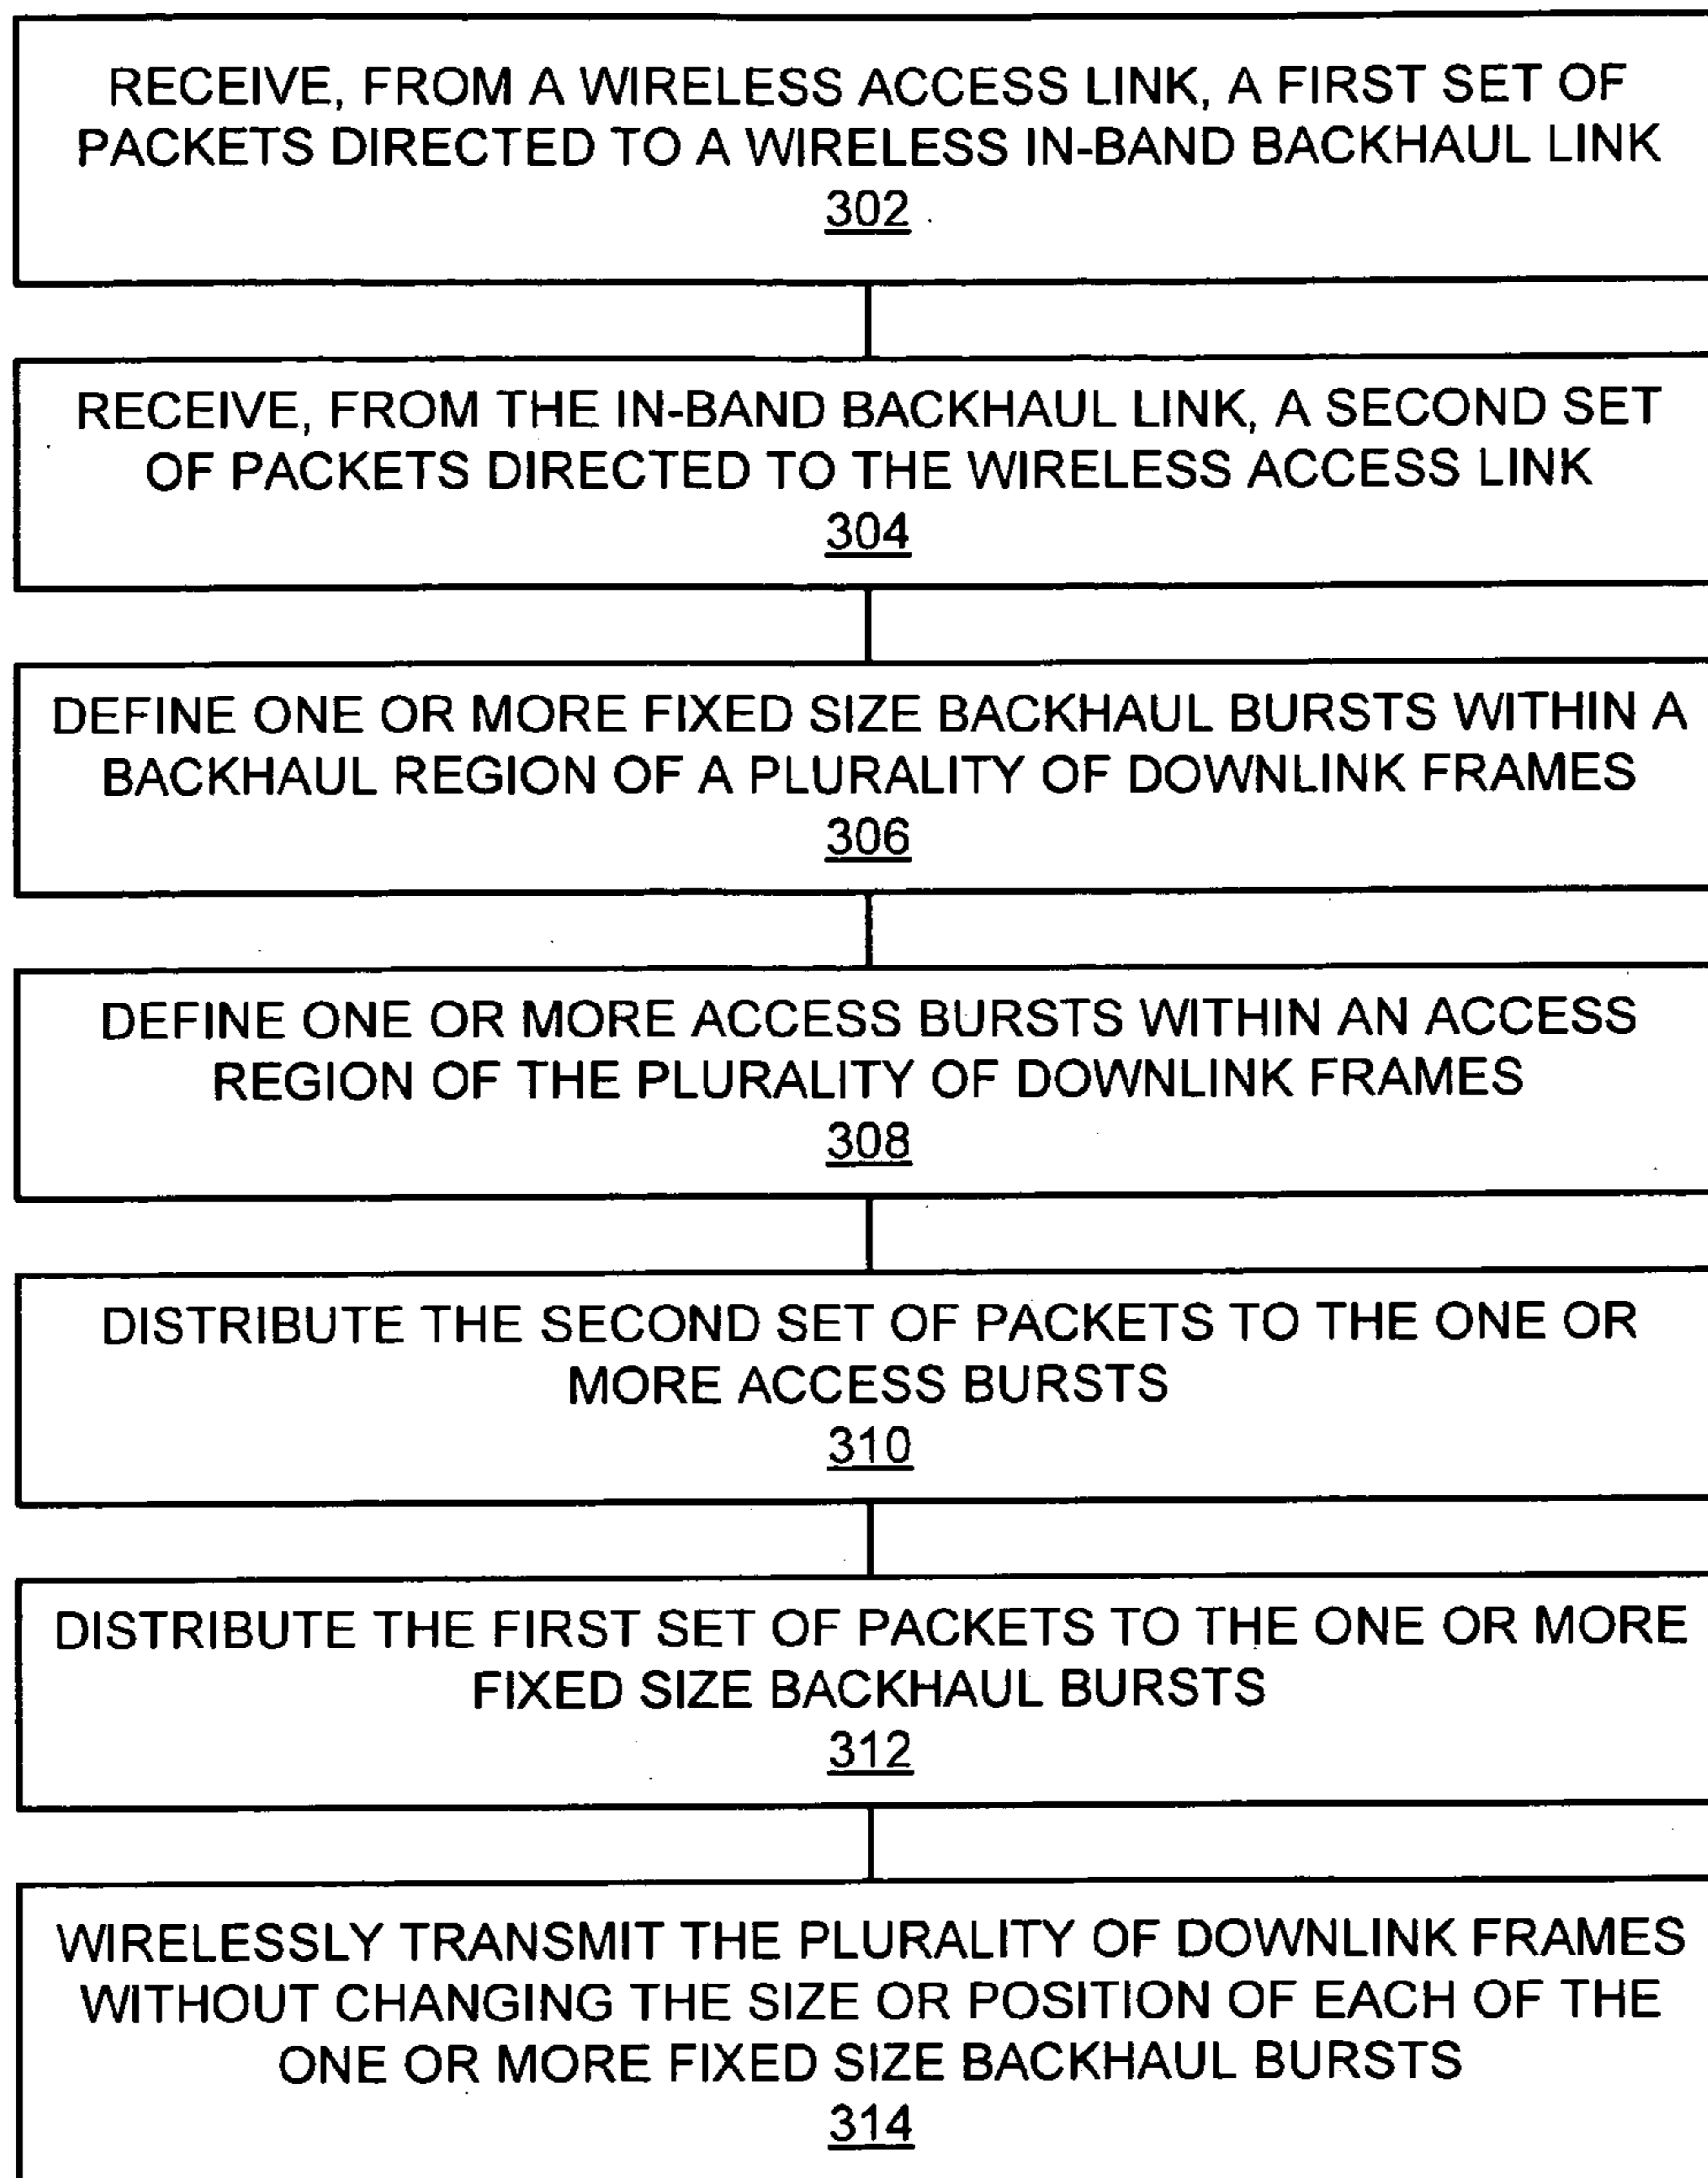 RECEIVE, FROM A WIRELESS ACCESS LINK, A FIRST SET OF
PACKETS DIRECTED TO A WIRELESS IN-BAND BACKHAUL LINK
302
RECEIVE, FROM THE IN-BAND BACKHAUL LINK, A SECOND SET
OF PACKETS DIRECTED TO THE WIRELESS ACCESS LINK
304
DEFINE ONE OR MORE FIXED SIZE BACKHAUL BURSTS WITHIN A
BACKHAUL REGION OF A PLURALITY OF DOWNLINK FRAMES
306
DEFINE ONE OR MORE ACCESS BURSTS WITHIN AN ACCESS
REGION OF THE PLURALITY OF DOWNLINK FRAMES
308
DISTRIBUTE THE SECOND SET OF PACKETS TO THE ONE OR
MORE ACCESS BURSTS
310
DISTRIBUTE THE FIRST SET OF PACKETS TO THE ONE OR MORE
FIXED SIZE BACKHAUL BURSTS
312
WIRELESSLY TRANSMIT THE PLURALITY OF DOWNLINK FRAMES
WITHOUT CHANGING THE SIZE OR POSITION OF EACH OF THE
ONE OR MORE FIXED SIZE BACKHAUL BURSTS
314